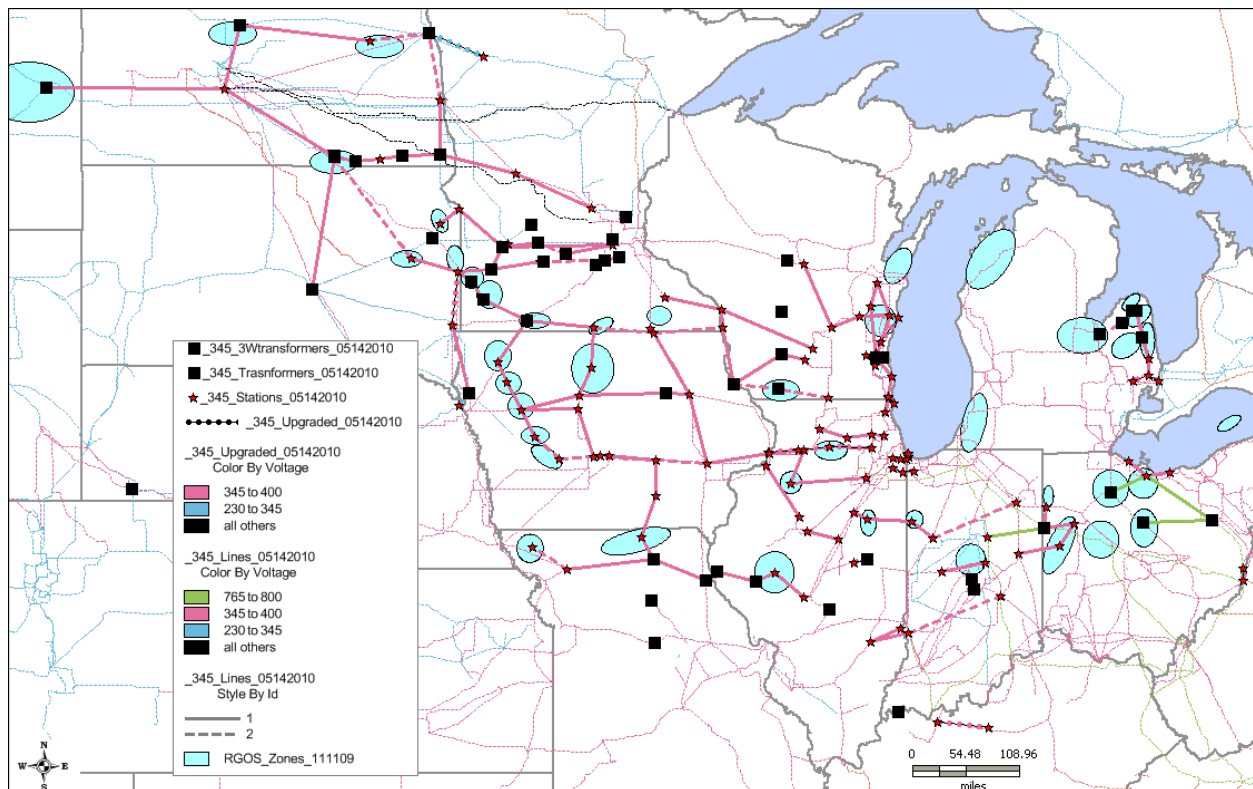 _345_3Wtransformers_05142010
_345_Trasnformers_05142010
_345_Stations_05142010
_345_Upgraded_05142010
_345_Upgraded_05142010
Color By Voltage
345 to 400
230 to 345
all others
_345_Lines_05142010
Color By Voltage
765 to 800
345 to 400
230 to 345
all others
_345_Lines_05142010
Style By Id
1
2
RGOS_Zones_111109
N
W E
S
0 54.48 108.96
miles